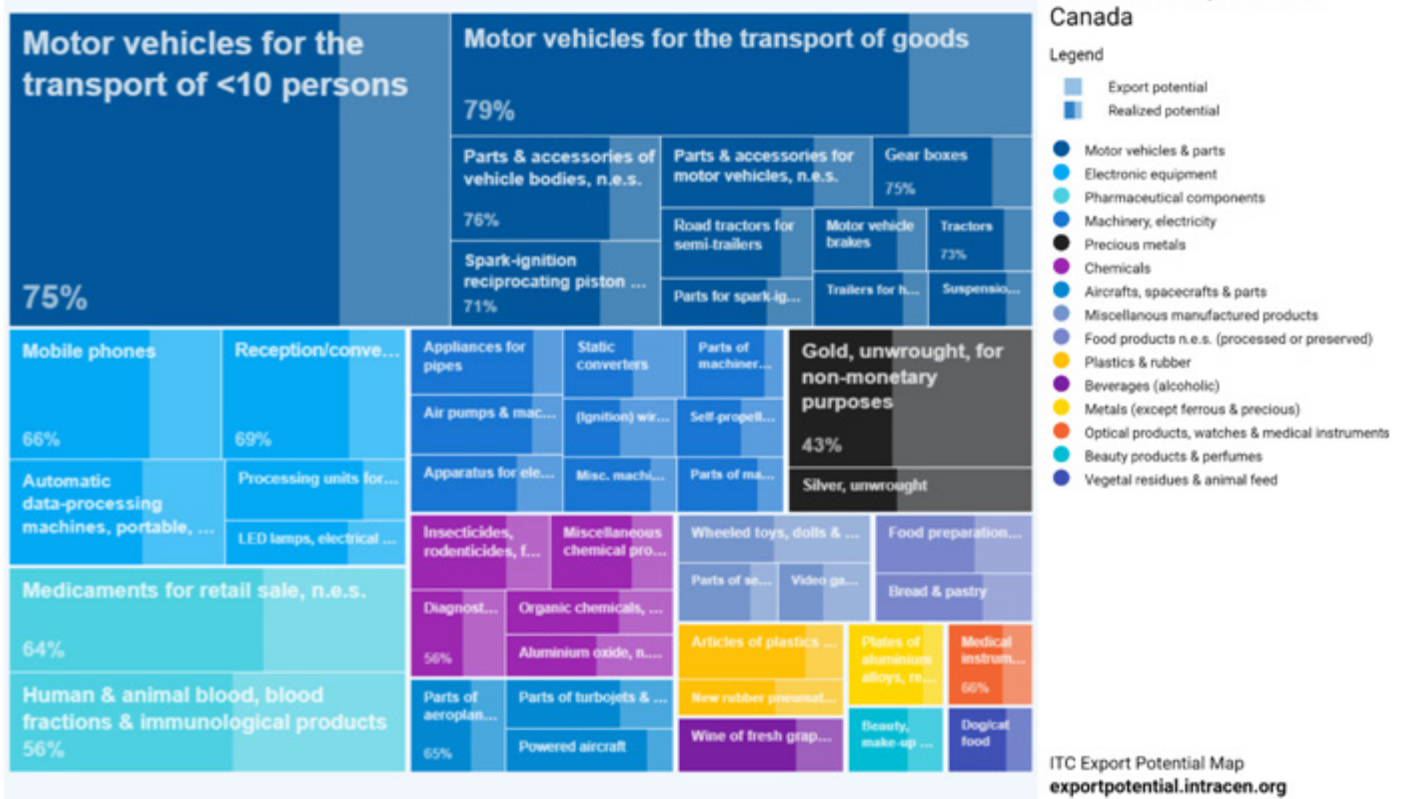 Motor vehicles for the
transport of <10 persons
75%
Motor vehicles for the transport of goods
79%
Parts & accessories of
vehicle bodies, n.e.s.
76%
Parts & accessories for
motor vehicles, n.e.s.
Gear boxes
75%
Road tractors for
semi-trailers
Motor vehicle
brakes
Tractors
73%
Spark-ignition
reciprocating piston ...
71%
Parts for spark-ig...
Trailers for h...
Suspensio...
Mobile phones
66%
Reception/conve...
69%
Automatic
data-processing
machines, portable, ...
Processing units for...
LED lamps, electrical ...
Medicaments for retail sale, n.e.s.
64%
Human & animal blood, blood
fractions & immunological products
56%
Appliances for
pipes
Static
converters
Parts of
machiner...
Air pumps & mac...
(Ignition) wir...
Self-propell...
Apparatus for ele...
Misc. machi...
Parts of ma...
Gold, unwrought, for
non-monetary
purposes
43%
Silver, unwrought
Insecticides,
rodenticides, f...
Miscellaneous
chemical pro...
Diagnost...
56%
Organic chemicals, ...
Aluminium oxide, n....
Parts of
aeroplan...
65%
Parts of turbojets & ...
Powered aircraft
Wheeled toys, dolls & ...
Parts of se...
Video ga...
Food preparation...
Bread & pastry
Articles of plastics ...
New rubber pneumat...
Wine of fresh grap...
Plates of
aluminium
alloys, re...
Medical
instrum...
66%
Beauty,
make-up ...
Dog/cat
food
Canada
Legend
Export potential
Realized potential
Motor vehicles & parts
Electronic equipment
Pharmaceutical components
Machinery, electricity
Precious metals
Chemicals
Aircrafts, spacecrafts & parts
Miscellanous manufactured products
Food products n.e.s. (processed or preserved)
Plastics & rubber
Beverages (alcoholic)
Metals (except ferrous & precious)
Optical products, watches & medical instruments
Beauty products & perfumes
Vegetal residues & animal feed
ITC Export Potential Map
exportpotential.intracen.org